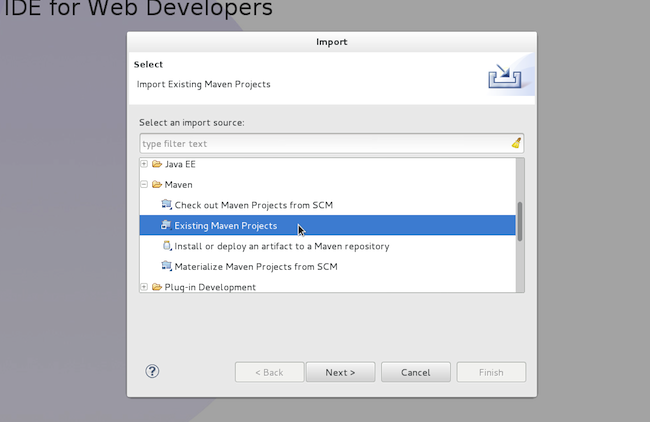 IDE for Web Developers
Import
Select
Import Existing Maven Projects
Select an import source:
type filter text
Java EE
Maven
Check out Maven Projects from SCM
Existing Maven Projects
Install or deploy an artifact to a Maven repository
Materialize Maven Projects from SCM
Plug-in Development
?
< Back
Next >
Cancel
Finish